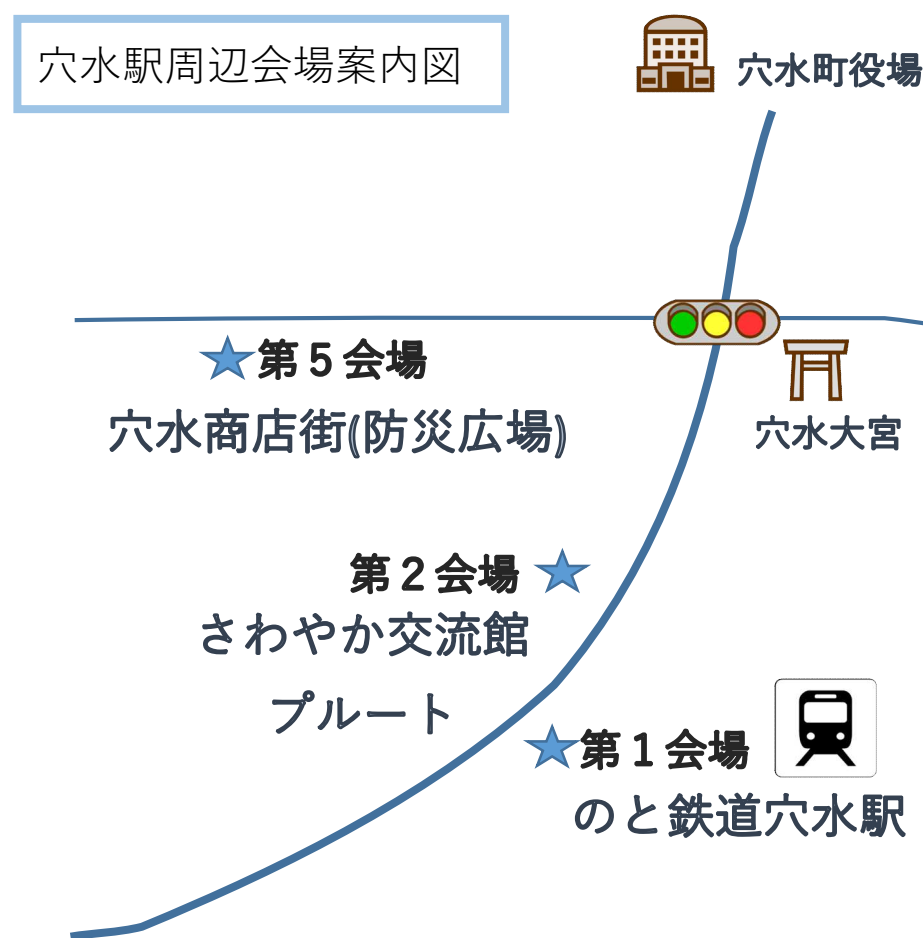 穴水駅周辺会場案内図
穴水町役場
第５会場
穴水商店街(防災広場)
穴水大宮
第２会場
さわやか交流館
プルート
第１会場
のと鉄道穴水駅